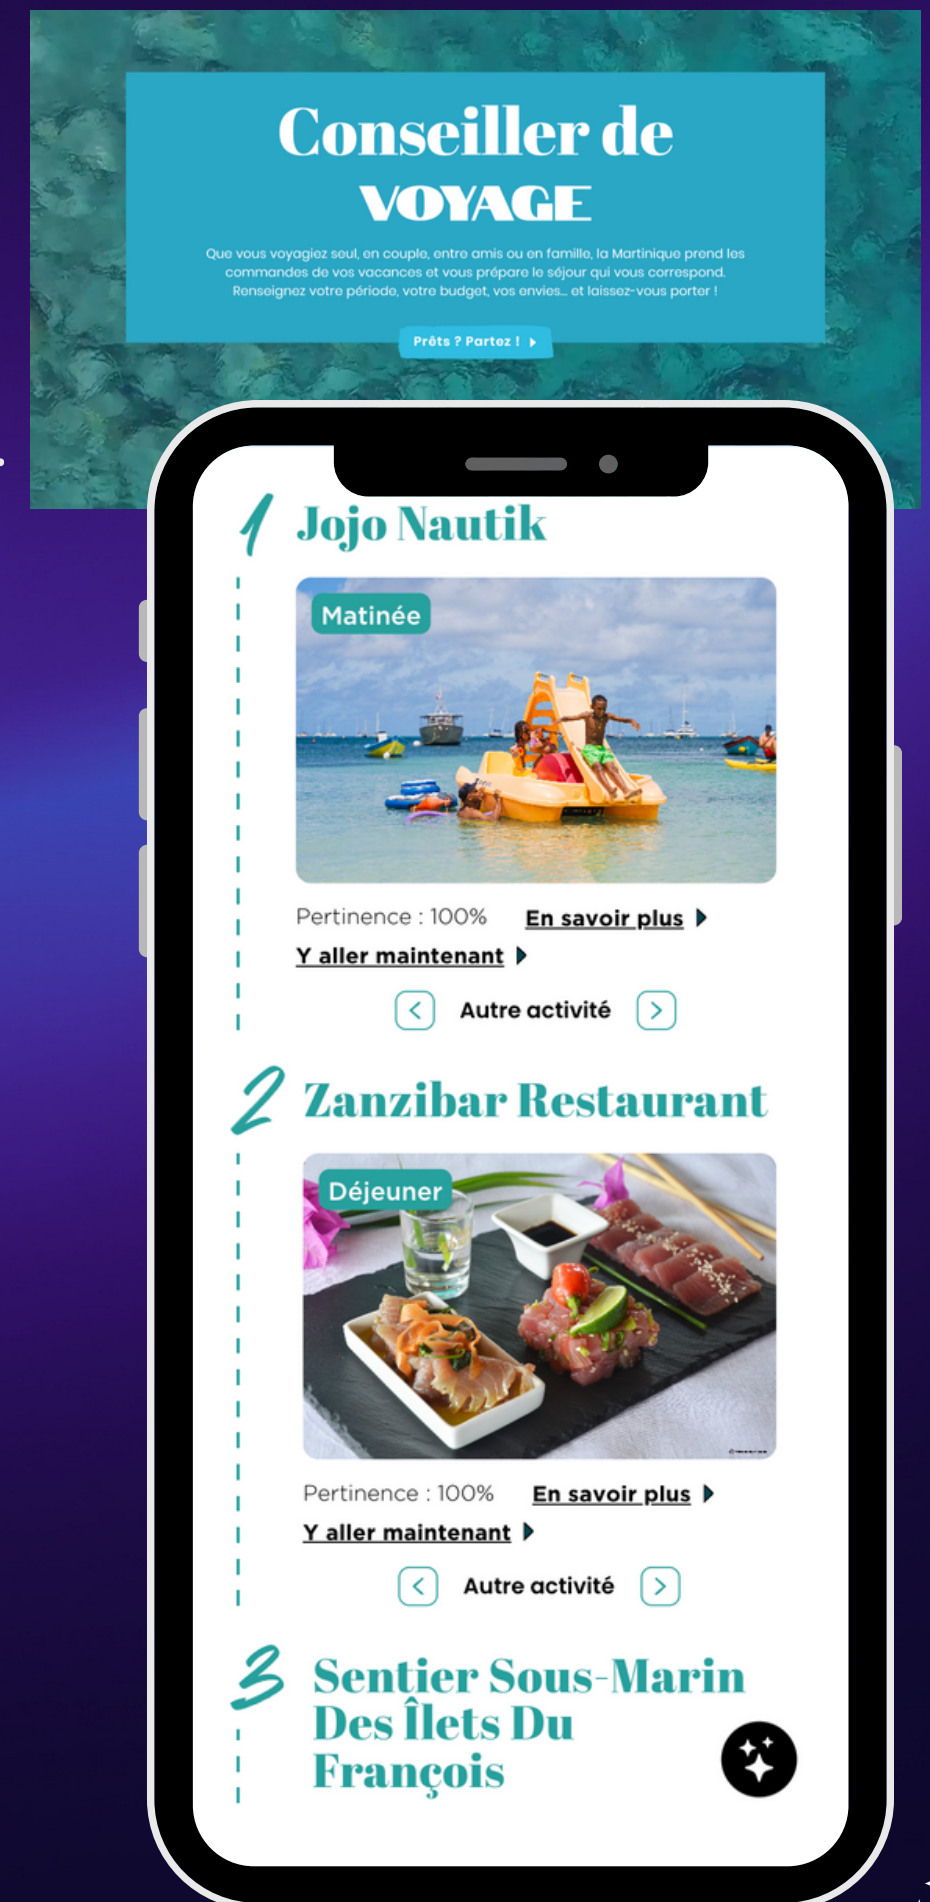 Conseiller de
VOYAGE
Que vous voyagiez seul, en couple, entre amis ou en famille, la Martinique prend les
commandes de vos vacances et vous prépare le séjour qui vous correspond.
Renseignez votre période, votre budget, vos envies... et laissez-vous porter !
Prêts ? Partez !
1 Jojo Nautik
Matinée
Pertinence : 100% En savoir plus
Y aller maintenant
Autre activité
2 Zanzibar Restaurant
Déjeuner
Pertinence : 100% En savoir plus
Y aller maintenant
Autre activité
3 Sentier Sous-Marin
Des Îlets Du
François